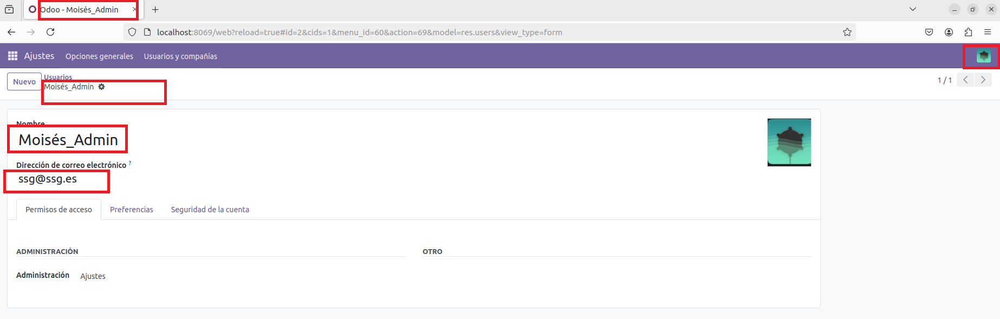 Odoo - Moisés_Admin
localhost:8069/web?reload=true#id=2&cids=1&menu_id=60&action=69&model=res.users&view_type=form
Ajustes Opciones generales Usuarios y compañías
Nuevo
Usuarios
Moisés_Admin
1 / 1
Nombre
Moisés_Admin
Dirección de correo electrónico ?
ssg@ssg.es
Permisos de acceso Preferencias Seguridad de la cuenta
ADMINISTRACIÓN OTRO
Administración Ajustes